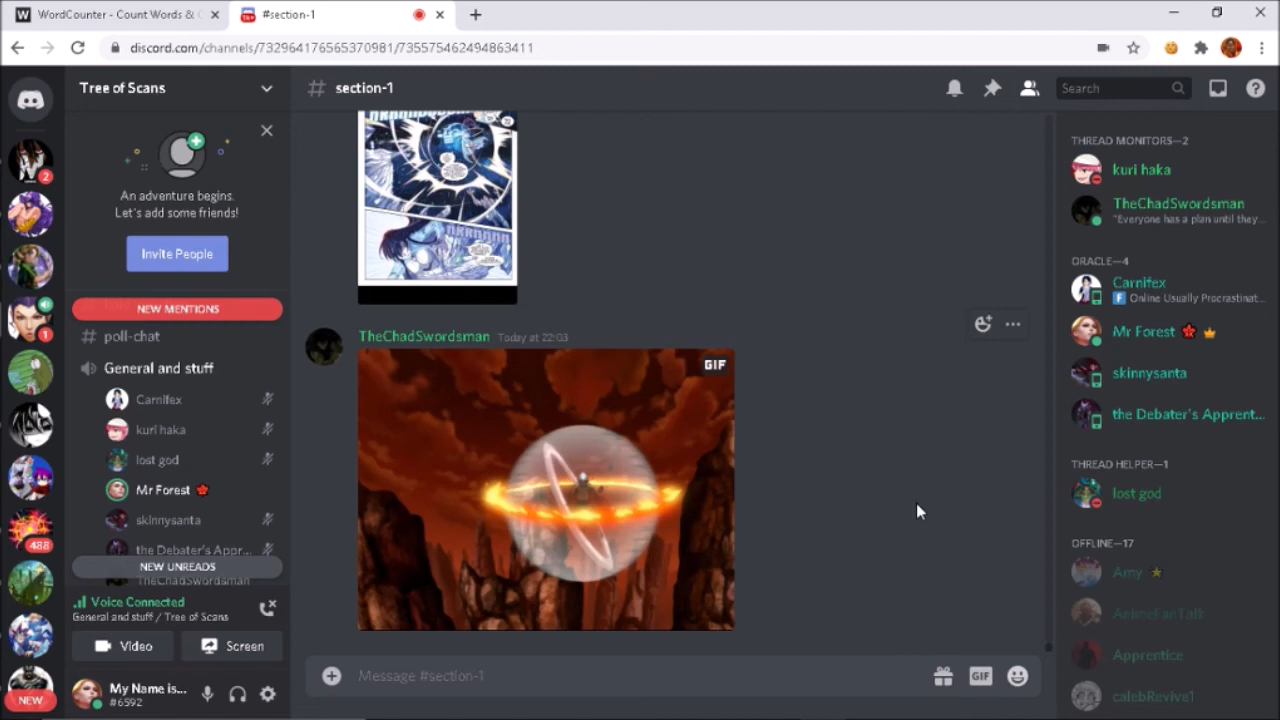 WordCounter - Count Words &
#section-1
discord.com/channels/732964176565370981/735575462494863411
Tree of Scans
section-1
Search
An adventure begins.
Let's add some friends!
Invite People
NEW MENTIONS
poll-chat
General and stuff
Carnifex
kuri haka
lost god
Mr Forest
skinnysanta
the Debater's Appr...
NEW UNREADS
TheChadSwordsman
Voice Connected
General and stuff / Tree of Scans
Video
Screen
My Name is...
#6592
2
1
488
NEW
TheChadSwordsman Today at 22:03
GIF
Message #section-1
GIF
THREAD MONITORS—2
kuri haka
TheChadSwordsman
"Everyone has a plan until they...
ORACLE—4
Carnifex
F Online Usually Procrastinat...
Mr Forest
skinnysanta
the Debater's Apprent...
THREAD HELPER—1
lost god
OFFLINE—17
Amy
AnimeFanTalk
Apprentice
calebRevive1